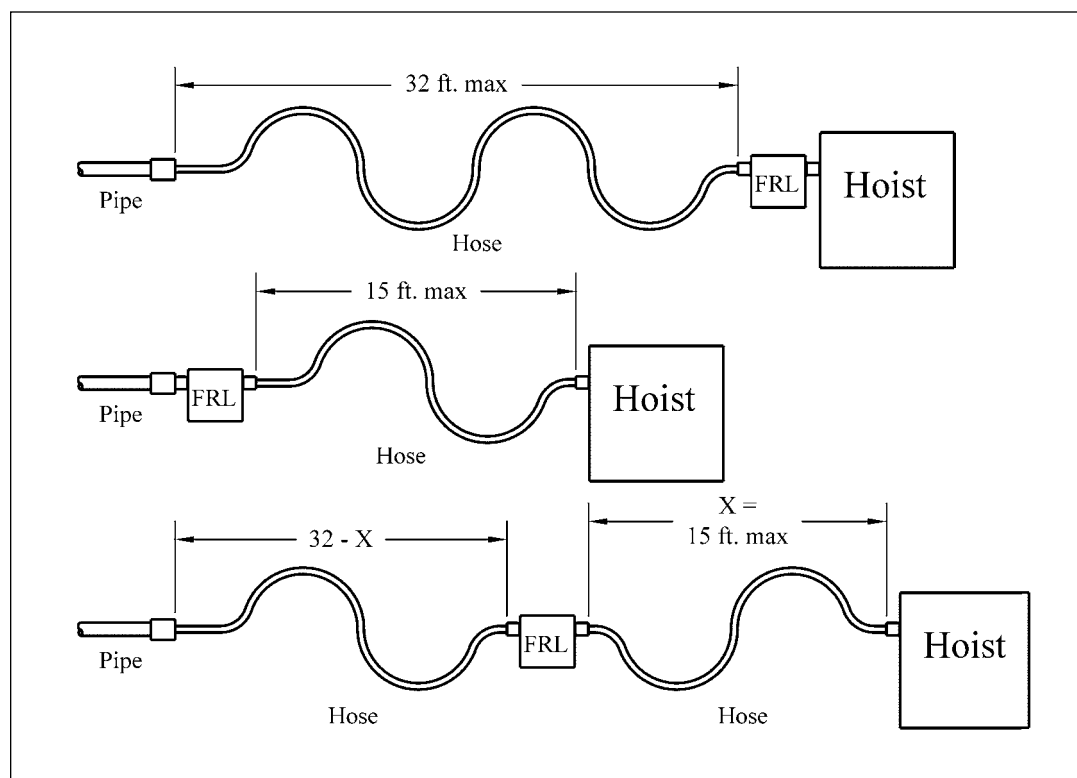 32 ft. max
Pipe
Hose
FRL
Hoist
15 ft. max
Pipe
FRL
Hose
Hoist
32 - X
X =
15 ft. max
Pipe
Hose
FRL
Hose
Hoist